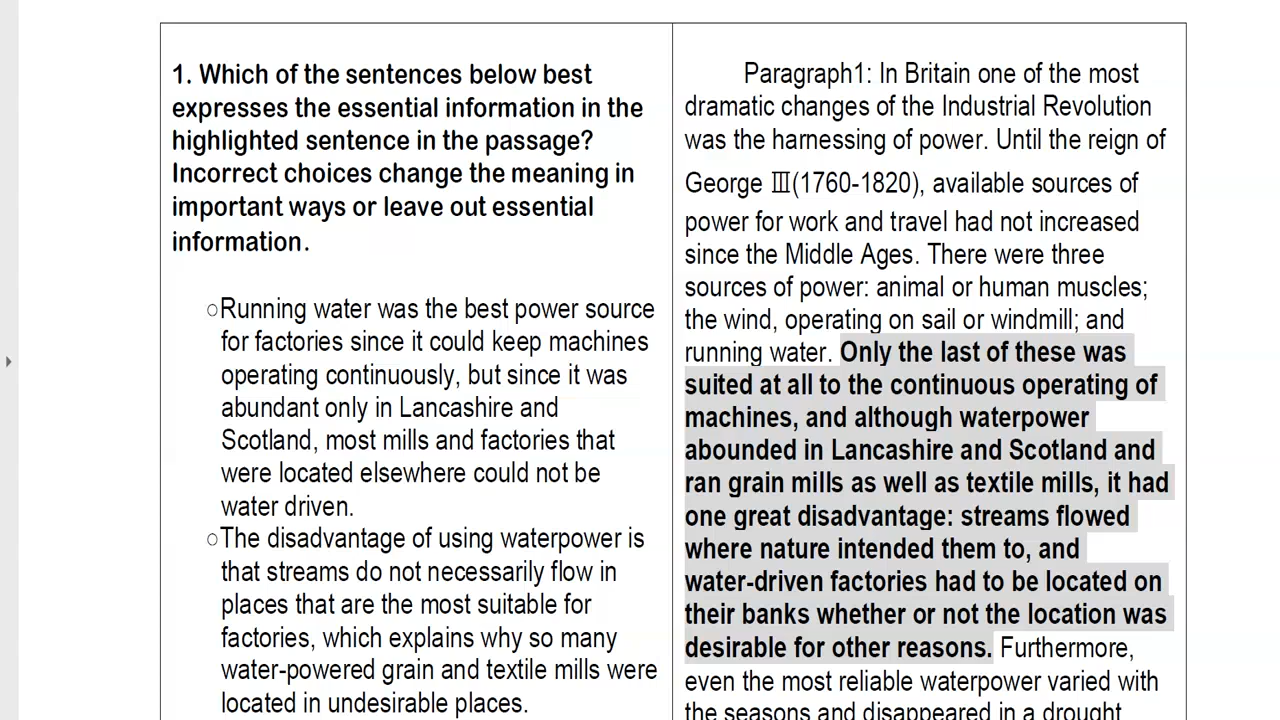 1. Which of the sentences below best
expresses the essential information in the
highlighted sentence in the passage?
Incorrect choices change the meaning in
important ways or leave out essential
information.
○Running water was the best power source
for factories since it could keep machines
operating continuously, but since it was
abundant only in Lancashire and
Scotland, most mills and factories that
were located elsewhere could not be
water driven.
○The disadvantage of using waterpower is
that streams do not necessarily flow in
places that are the most suitable for
factories, which explains why so many
water-powered grain and textile mills were
located in undesirable places.
Paragraph1: In Britain one of the most
dramatic changes of the Industrial Revolution
was the harnessing of power. Until the reign of
George Ⅲ(1760-1820), available sources of
power for work and travel had not increased
since the Middle Ages. There were three
sources of power: animal or human muscles;
the wind, operating on sail or windmill; and
running water. Only the last of these was
suited at all to the continuous operating of
machines, and although waterpower
abounded in Lancashire and Scotland and
ran grain mills as well as textile mills, it had
one great disadvantage: streams flowed
where nature intended them to, and
water-driven factories had to be located on
their banks whether or not the location was
desirable for other reasons. Furthermore,
even the most reliable waterpower varied with
the seasons and disappeared in a drought